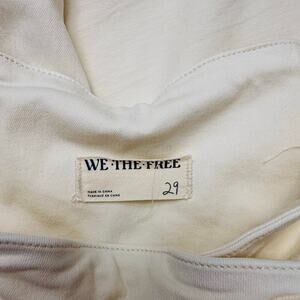 WE·THE·FREE
MADE IN CHINA
FABRIQUÉ EN CHINE
29